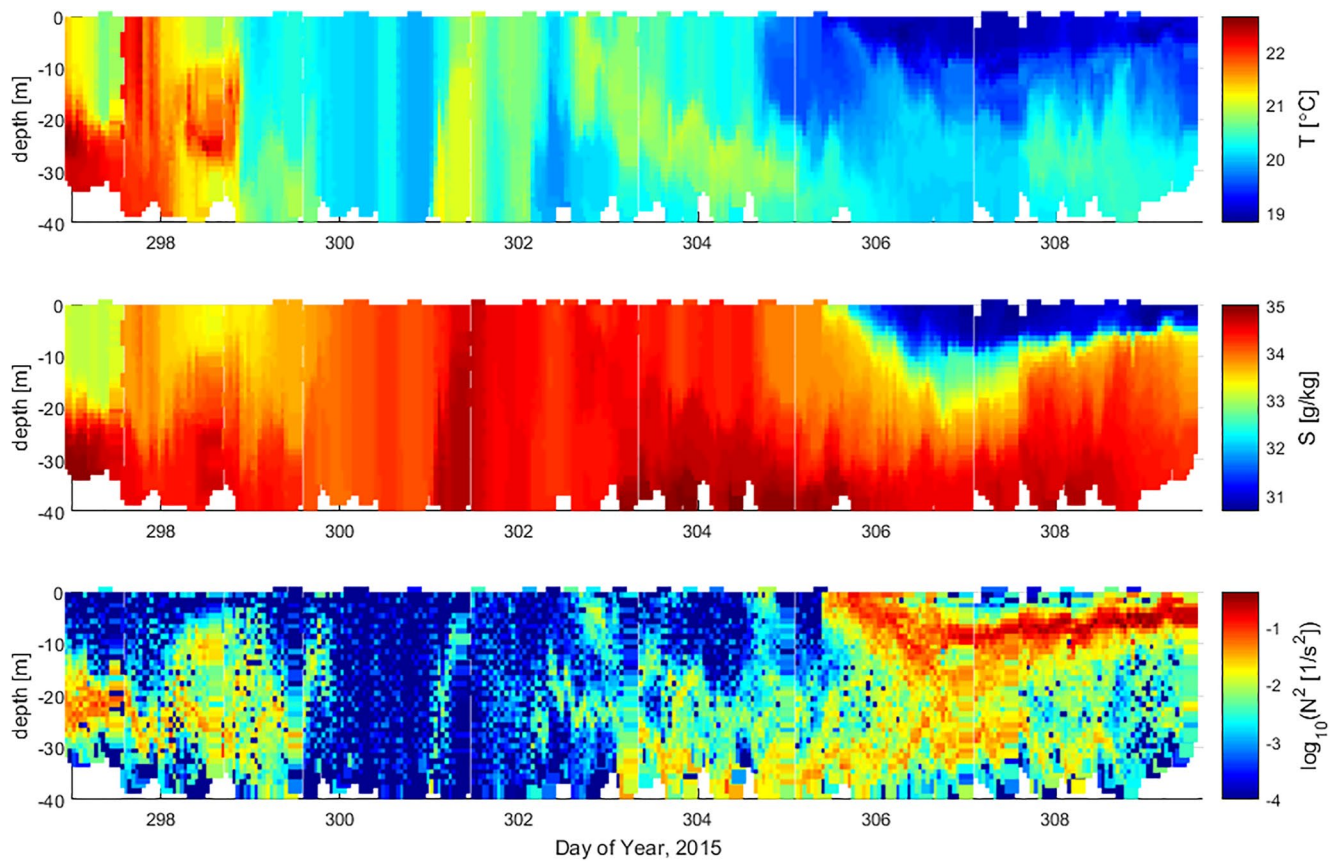 0
-10
-20
-30
-40
depth [m]
298 300 302 304 306 308
22
21
20
19
T [°C]
0
-10
-20
-30
-40
depth [m]
298 300 302 304 306 308
35
34
33
32
31
S [g/kg]
0
-10
-20
-30
-40
depth [m]
298 300 302 304 306 308
-1
-2
-3
-4
log₁₀(N² [1/s²])
Day of Year, 2015